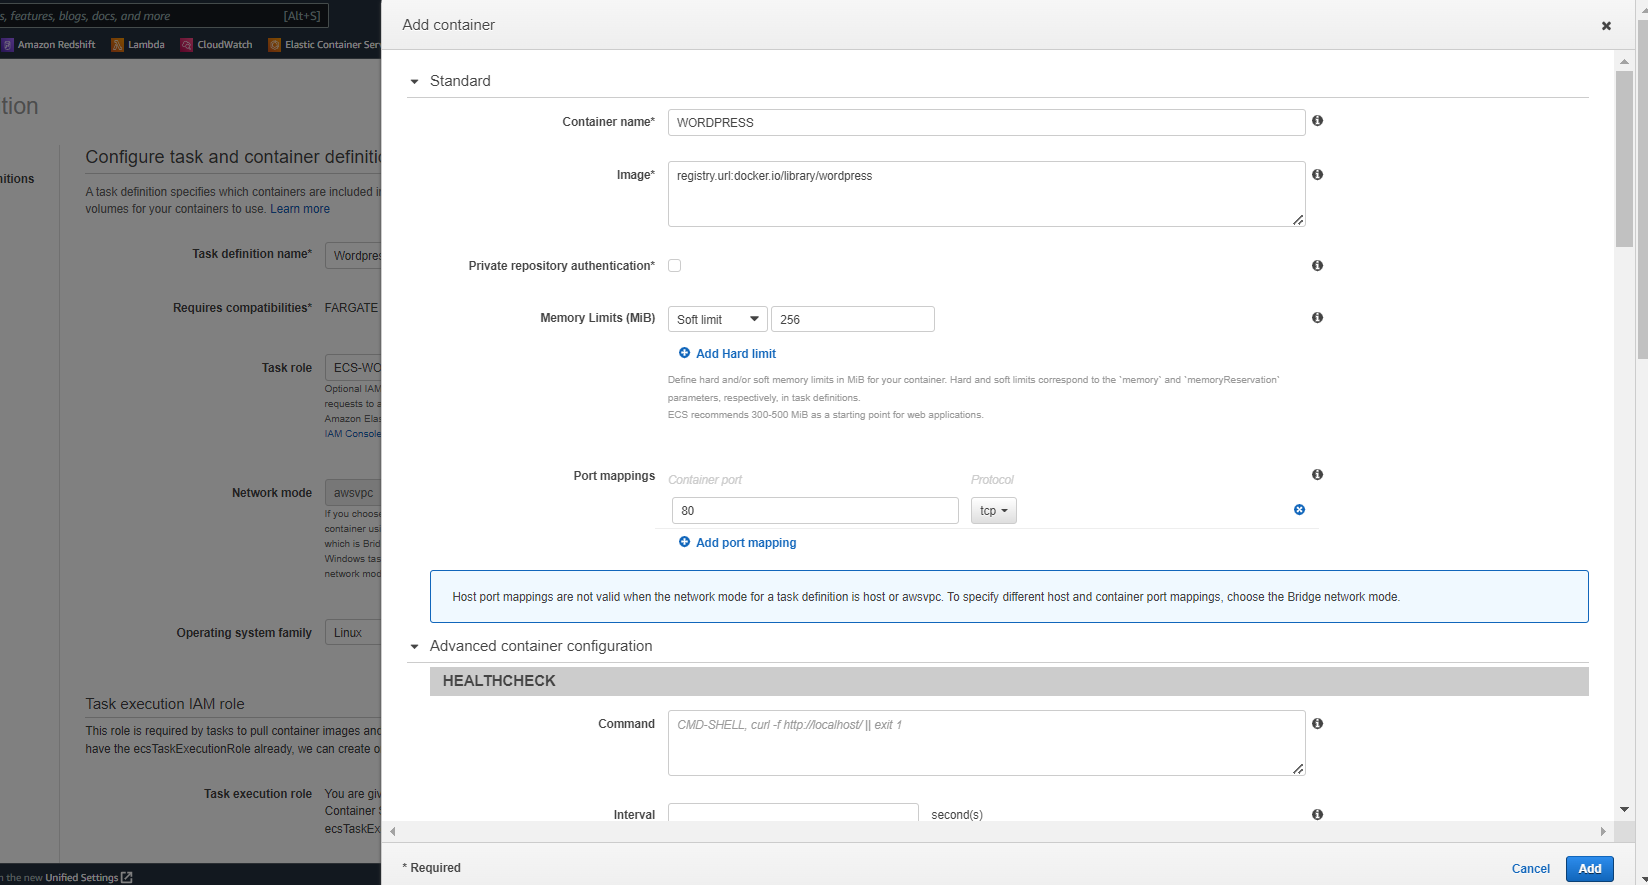 s, features, blogs, docs, and more [Alt+S]
Amazon Redshift Lambda CloudWatch Elastic Container Ser
tion
nitions
Configure task and container definiti
A task definition specifies which containers are included i
volumes for your containers to use. Learn more
Task definition name* Wordpres
Requires compatibilities* FARGATE
Task role ECS-WO
Optional IAM
requests to a
Amazon Elas
IAM Console
Network mode awsvpc
If you choose
container usi
which is Brid
Windows tas
network mod
Operating system family Linux
Task execution IAM role
This role is required by tasks to pull container images and
have the ecsTaskExecutionRole already, we can create o
Task execution role You are giv
Container S
ecsTaskEx
n the new Unified Settings
Add container
Standard
Container name* WORDPRESS
Image* registry.url:docker.io/library/wordpress
Private repository authentication*
Memory Limits (MiB) Soft limit 256
Add Hard limit
Define hard and/or soft memory limits in MiB for your container. Hard and soft limits correspond to the `memory` and `memoryReservation`
parameters, respectively, in task definitions.
ECS recommends 300-500 MiB as a starting point for web applications.
Port mappings Container port Protocol
80 tcp
Add port mapping
Host port mappings are not valid when the network mode for a task definition is host or awsvpc. To specify different host and container port mappings, choose the Bridge network mode.
Advanced container configuration
HEALTHCHECK
Command CMD-SHELL, curl -f http://localhost/ || exit 1
Interval second(s)
* Required Cancel Add